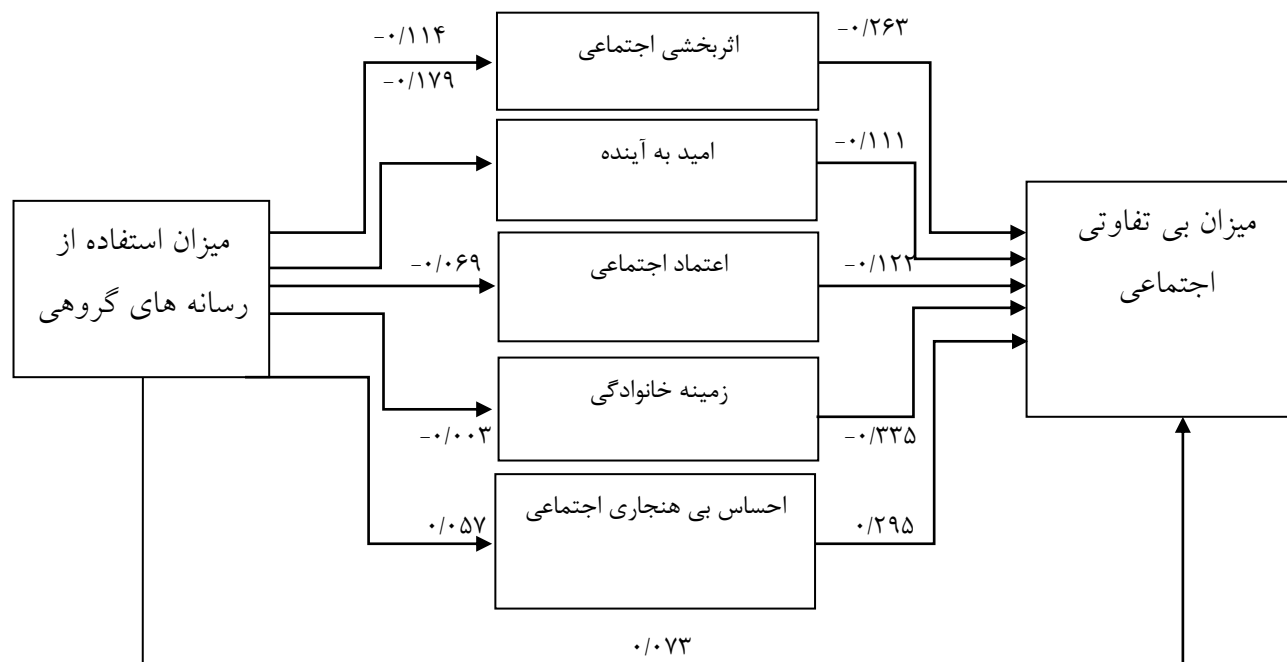 -۰/۱۱۴
-۰/۱۷۹
اثربخشی اجتماعی
-۰/۲۶۳
امید به آینده
-۰/۱۱۱
میزان استفاده از
رسانه های گروهی
-۰/۰۶۹
اعتماد اجتماعی
-۰/۱۲۲
میزان بی تفاوتی
اجتماعی
زمینه خانوادگی
-۰/۰۰۳
-۰/۳۳۵
احساس بی هنجاری اجتماعی
۰/۰۵۷
۰/۲۹۵
۰/۰۷۳